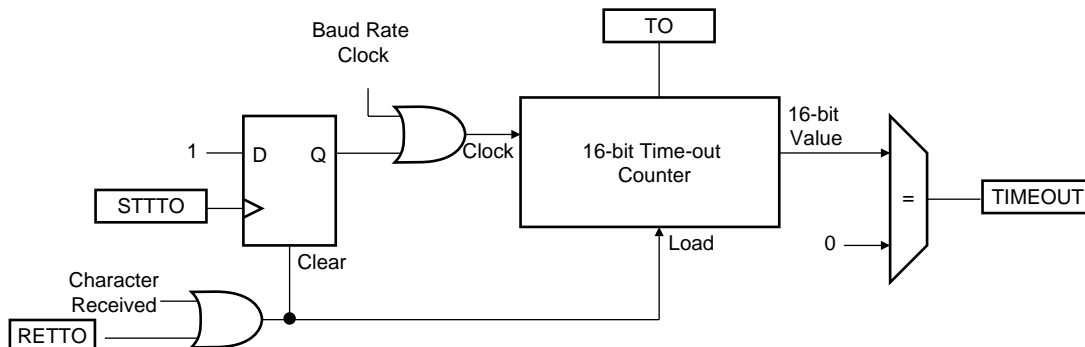 TO
Baud Rate
Clock
16-bit
Value
1
D
Q
Clock
16-bit Time-out
Counter
STTTO
=
TIMEOUT
Clear
Load
0
Character
Received
RETTO